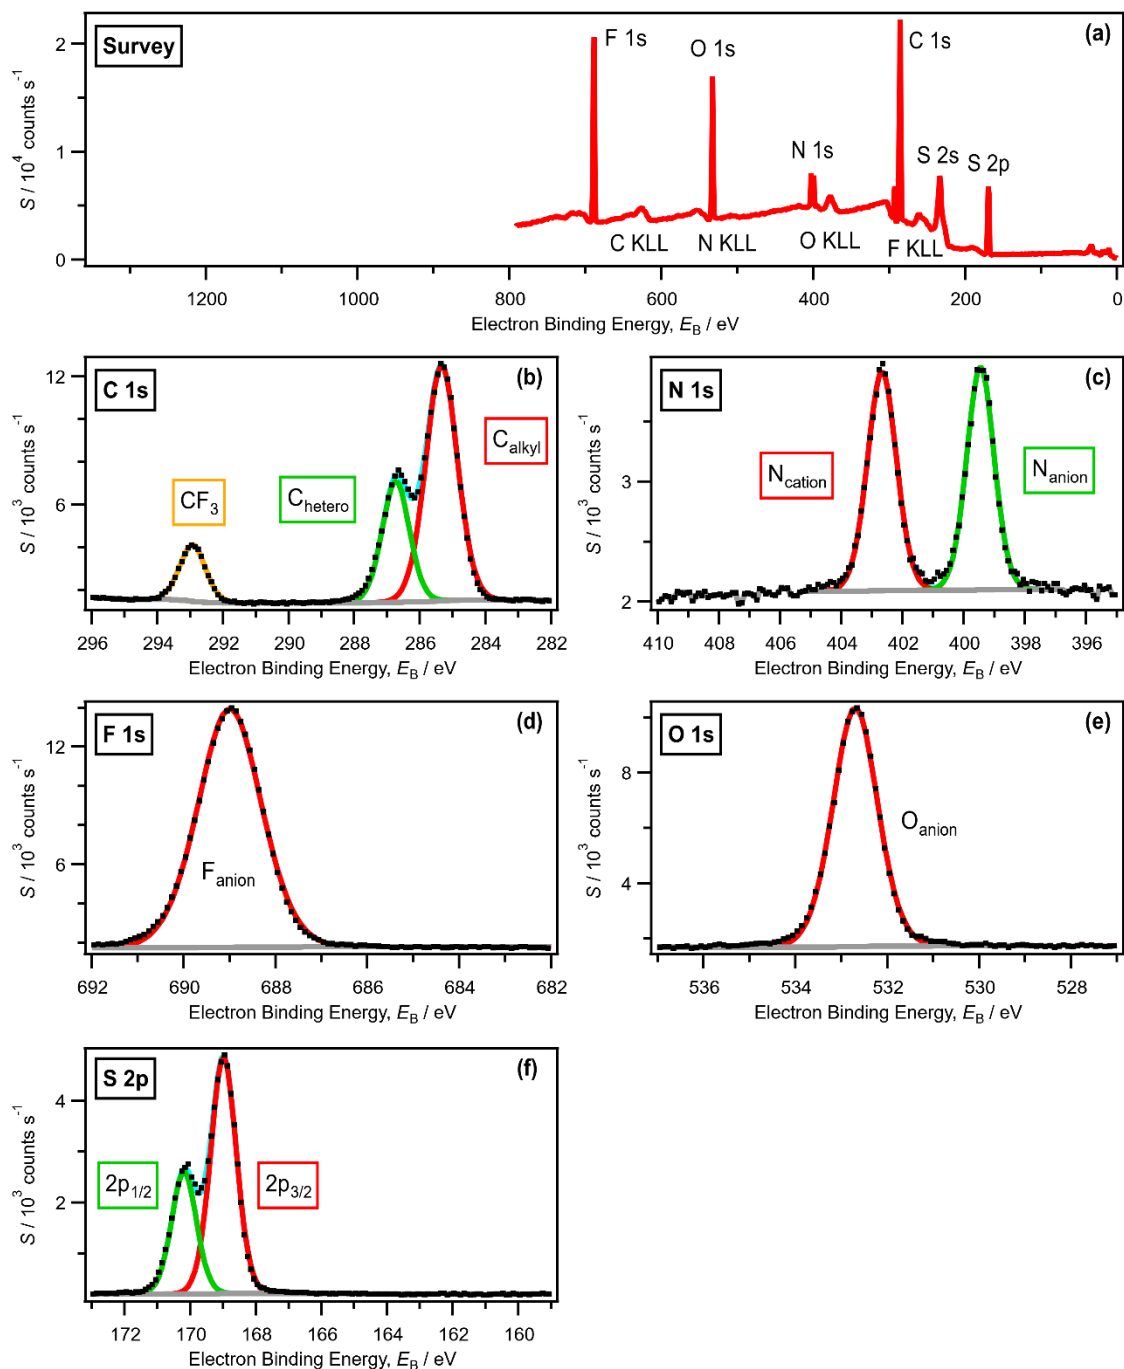 Survey
(a)
F 1s
O 1s
C 1s
N 1s
S 2s
S 2p
C KLL
N KLL
O KLL
F KLL
S / 10⁴ counts s⁻¹
2
1
0
1200
1000
800
600
400
200
0
Electron Binding Energy, E_B / eV
C 1s
(b)
C_alkyl
C_hetero
CF₃
S / 10³ counts s⁻¹
12
6
296
294
292
290
288
286
284
282
Electron Binding Energy, E_B / eV
N 1s
(c)
N_cation
N_anion
S / 10³ counts s⁻¹
3
2
410
408
406
404
402
400
398
396
Electron Binding Energy, E_B / eV
F 1s
(d)
F_anion
S / 10³ counts s⁻¹
12
6
692
690
688
686
684
682
Electron Binding Energy, E_B / eV
O 1s
(e)
O_anion
S / 10³ counts s⁻¹
8
4
536
534
532
530
528
Electron Binding Energy, E_B / eV
S 2p
(f)
2p₁/₂
2p₃/₂
S / 10³ counts s⁻¹
4
2
172
170
168
166
164
162
160
Electron Binding Energy, E_B / eV